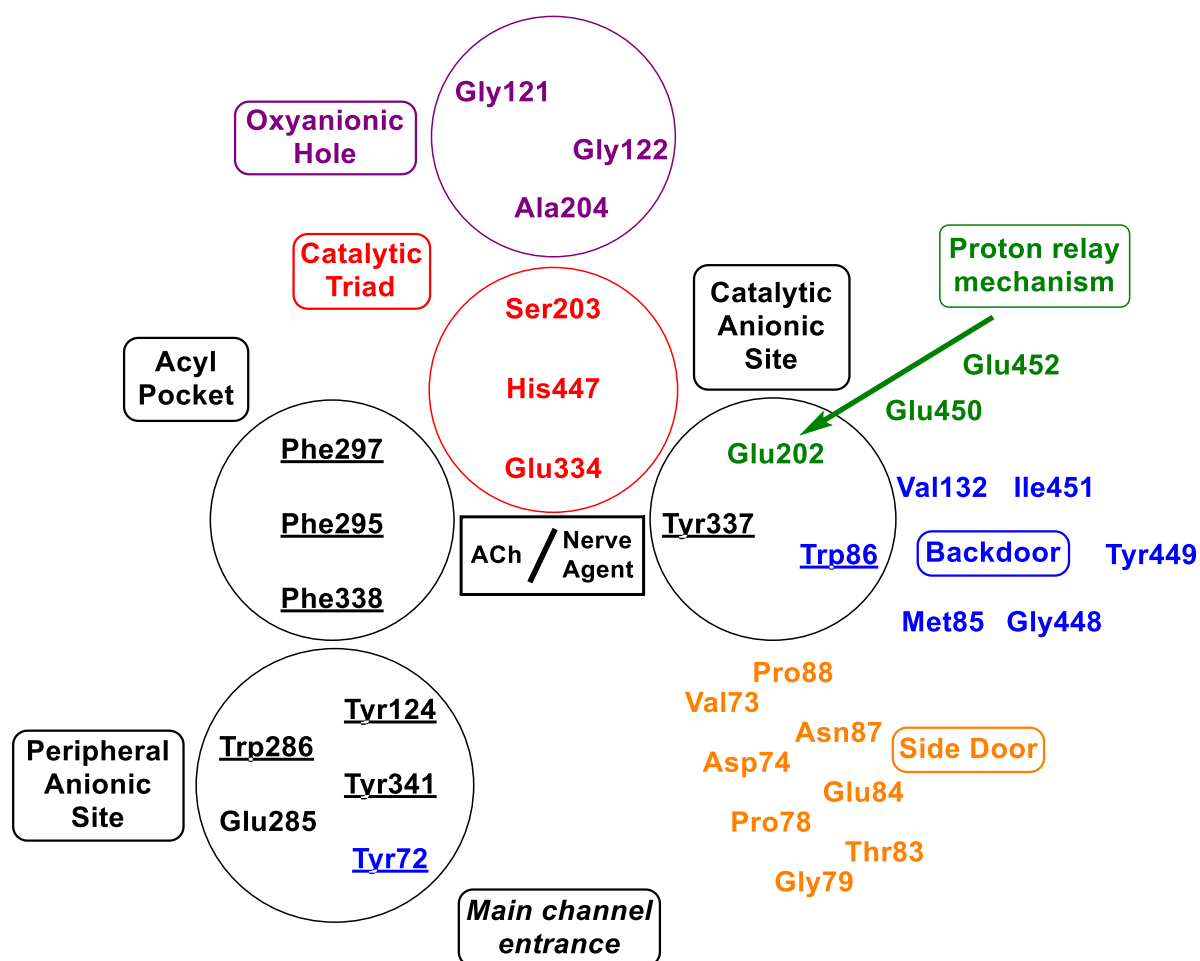 Gly121
Oxyanionic
Hole
Gly122
Ala204
Catalytic
Triad
Ser203
His447
Glu334
Catalytic
Anionic
Site
Proton relay
mechanism
Glu452
Glu450
Glu202
Acyl
Pocket
Phe297
Phe295
Phe338
ACh / Nerve
Agent
Tyr337
Trp86
Val132 Ile451
Backdoor Tyr449
Met85 Gly448
Peripheral
Anionic
Site
Tyr124
Trp286
Tyr341
Glu285
Tyr72
Pro88
Val73
Asn87
Side Door
Asp74
Glu84
Pro78
Thr83
Gly79
Main channel
entrance